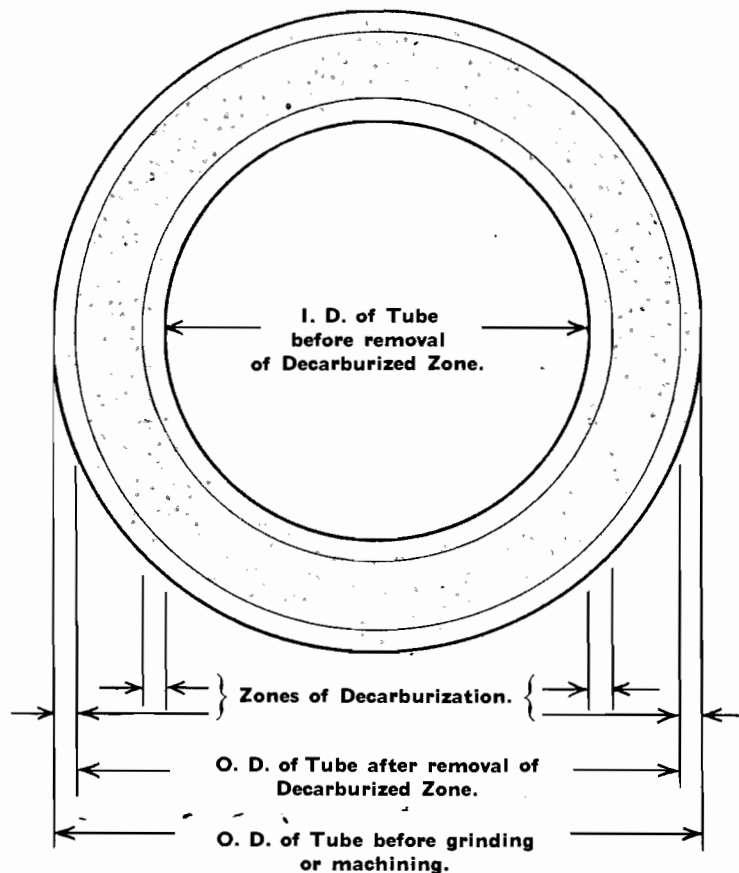 I. D. of Tube
before removal
of Decarburized Zone.
Zones of Decarburization.
O. D. of Tube after removal of
Decarburized Zone.
O. D. of Tube before grinding
or machining.